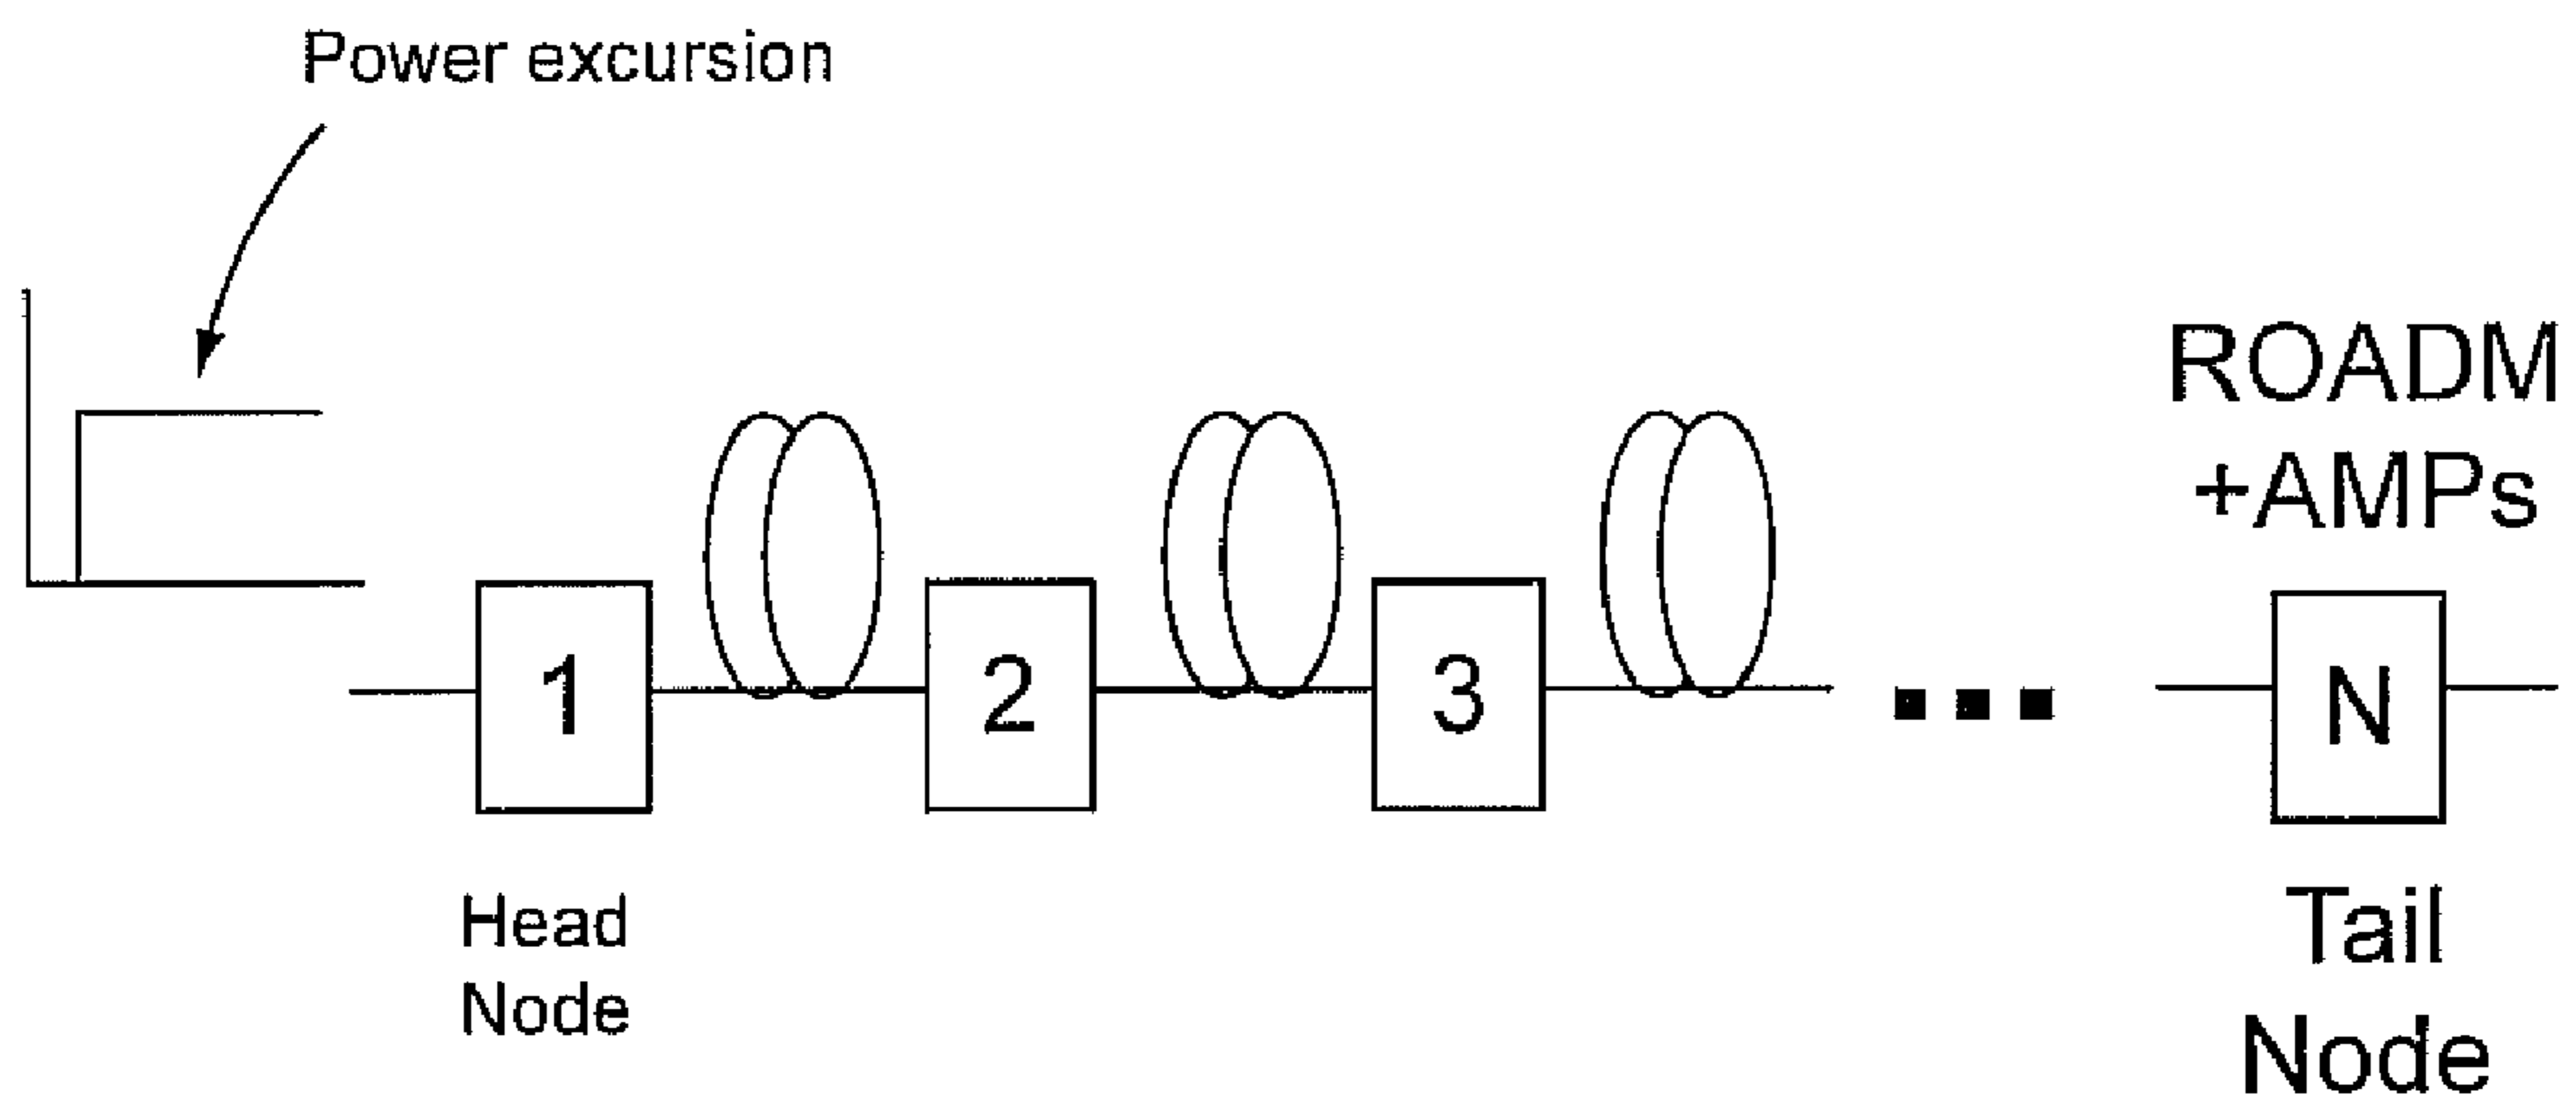 Power excursion
ROADM
+AMPs
1
2
3
N
Head
Node
Tail
Node